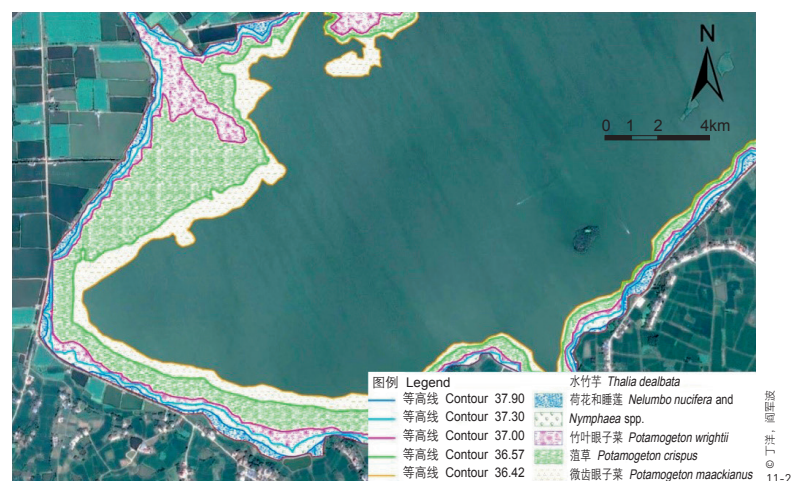 N
0 1 2 4km
图例 Legend
等高线 Contour 37.90
等高线 Contour 37.30
等高线 Contour 37.00
等高线 Contour 36.57
等高线 Contour 36.42
水竹芋 Thalia dealbata
荷花和睡莲 Nelumbo nucifera and
Nymphaea spp.
竹叶眼子菜 Potamogeton wrightii
菹草 Potamogeton crispus
微齿眼子菜 Potamogeton maackianus
© 丁洋，阎军波
11-2